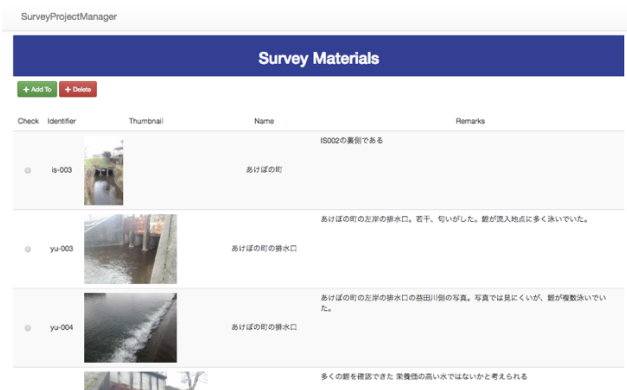 SurveyProjectManager
Survey Materials
+ Add To + Delete
Check Identifier Thumbnail Name Remarks
is-003 あけぼの町 IS002の裏側である
yu-003 あけぼの町の排水口 あけぼの町の左岸の排水口。若干、匂いがした。鯉が流入地点に多く泳いでいた。
yu-004 あけぼの町の排水口 あけぼの町の左岸の排水口の益田川側の写真。写真では見にくいが、鯉が複数泳いでい
た。
多くの鯉を確認できた 栄養価の高い水ではないかと考えられる